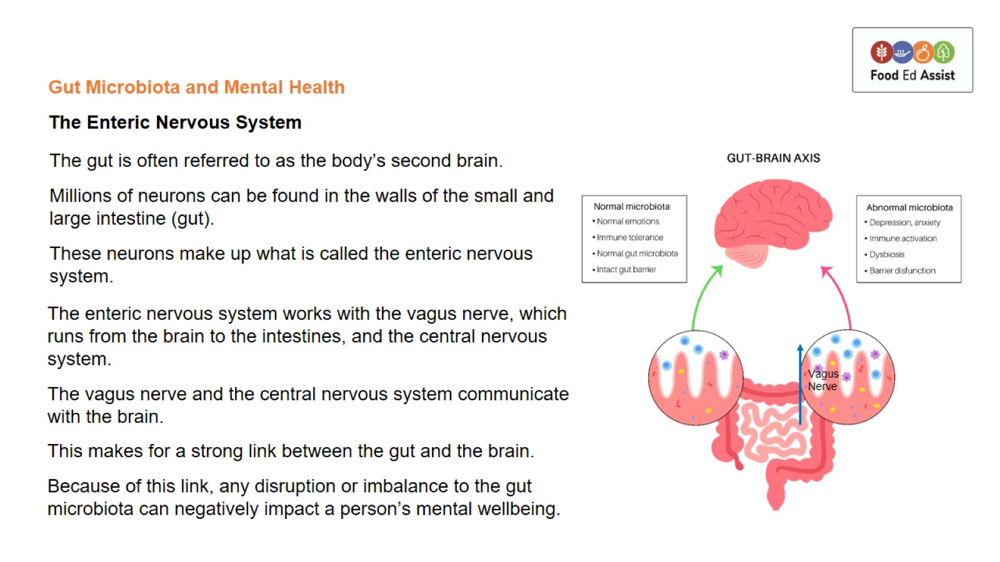 Food Ed Assist
Gut Microbiota and Mental Health
The Enteric Nervous System
The gut is often referred to as the body’s second brain.
Millions of neurons can be found in the walls of the small and
large intestine (gut).
These neurons make up what is called the enteric nervous
system.
The enteric nervous system works with the vagus nerve, which
runs from the brain to the intestines, and the central nervous
system.
The vagus nerve and the central nervous system communicate
with the brain.
This makes for a strong link between the gut and the brain.
Because of this link, any disruption or imbalance to the gut
microbiota can negatively impact a person’s mental wellbeing.
GUT-BRAIN AXIS
Normal microbiota
• Normal emotions
• Immune tolerance
• Normal gut microbiota
• Intact gut barrier
Abnormal microbiota
• Depression, anxiety
• Immune activation
• Dysbiosis
• Barrier disfunction
Vagus
Nerve